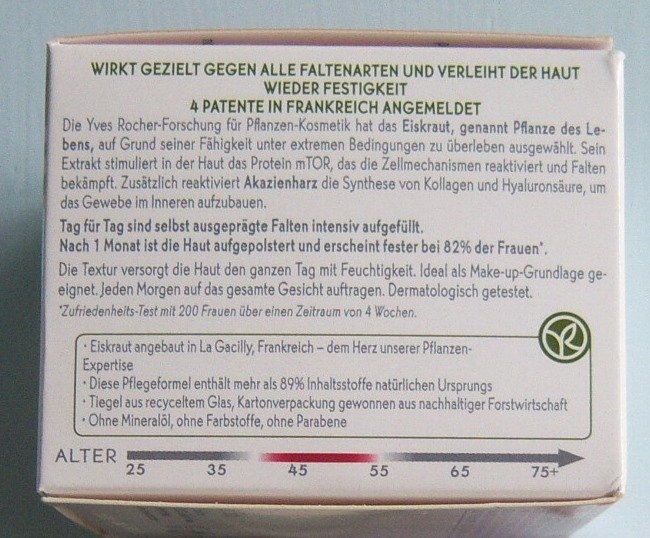 WIRKT GEZIELT GEGEN ALLE FALTENARTEN UND VERLEIHT DER HAUT
WIEDER FESTIGKEIT
4 PATENTE IN FRANKREICH ANGEMELDET
Die Yves Rocher-Forschung für Pflanzen-Kosmetik hat das Eiskraut, genannt Pflanze des Le-
bens, auf Grund seiner Fähigkeit unter extremen Bedingungen zu überleben ausgewählt. Sein
Extrakt stimuliert in der Haut das Protein mTOR, das die Zellmechanismen reaktiviert und Falten
bekämpft. Zusätzlich reaktiviert Akazienharz die Synthese von Kollagen und Hyaluronsäure, um
das Gewebe im Inneren aufzubauen.
Tag für Tag sind selbst ausgeprägte Falten intensiv aufgefüllt.
Nach 1 Monat ist die Haut aufgepolstert und erscheint fester bei 82% der Frauen*.
Die Textur versorgt die Haut den ganzen Tag mit Feuchtigkeit. Ideal als Make-up-Grundlage ge-
eignet. Jeden Morgen auf das gesamte Gesicht auftragen. Dermatologisch getestet.
*Zufriedenheits-Test mit 200 Frauen über einen Zeitraum von 4 Wochen.
• Eiskraut angebaut in La Gacilly, Frankreich – dem Herz unserer Pflanzen-
Expertise
• Diese Pflegeformel enthält mehr als 89% Inhaltsstoffe natürlichen Ursprungs
• Tiegel aus recyceltem Glas, Kartonverpackung gewonnen aus nachhaltiger Forstwirtschaft
• Ohne Mineralöl, ohne Farbstoffe, ohne Parabene
ALTER
25 35 45 55 65 75+